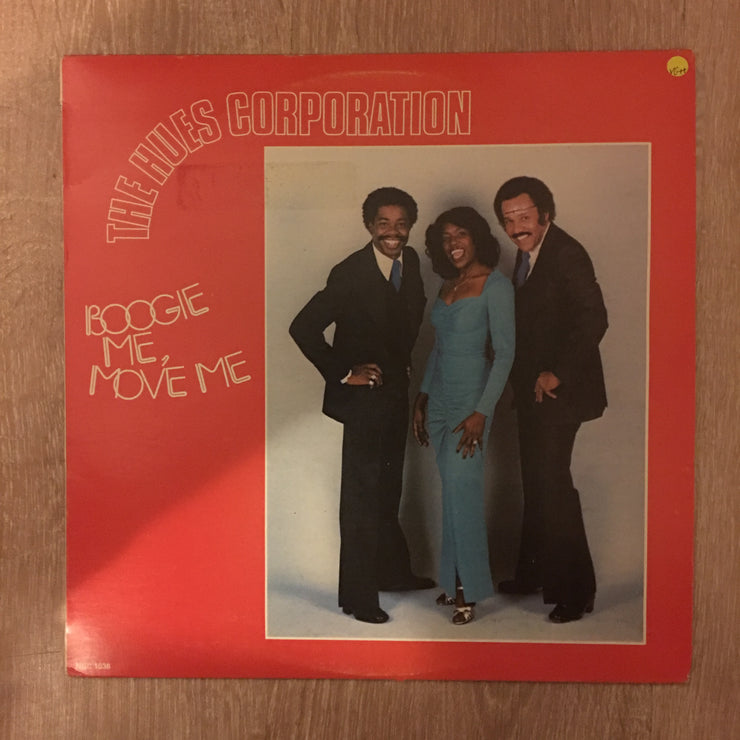 THE HUES CORPORATION
BOOGIE
ME,
MOVE ME